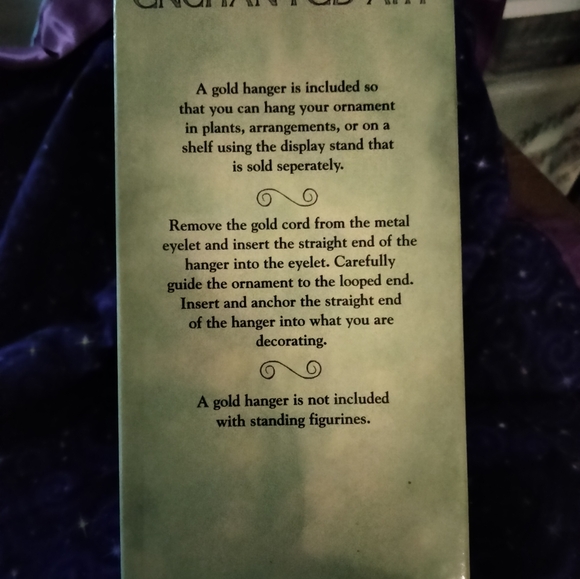 ENCHANTED ART
A gold hanger is included so
that you can hang your ornament
in plants, arrangements, or on a
shelf using the display stand that
is sold seperately.
Remove the gold cord from the metal
eyelet and insert the straight end of the
hanger into the eyelet. Carefully
guide the ornament to the looped end.
Insert and anchor the straight end
of the hanger into what you are
decorating.
A gold hanger is not included
with standing figurines.